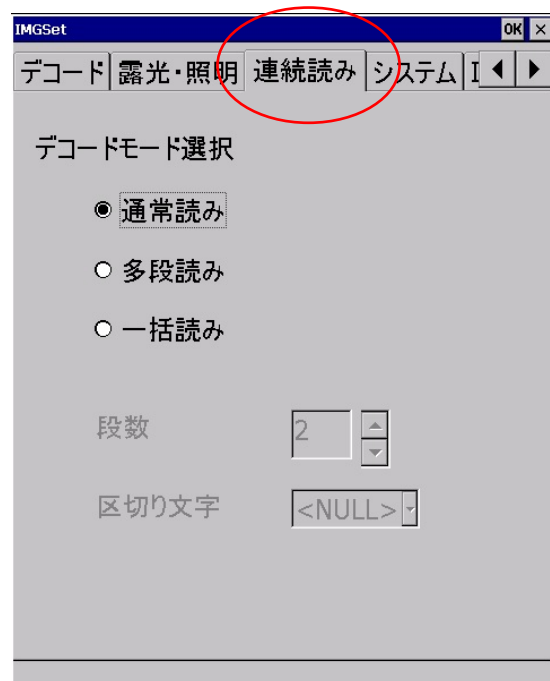 IMGSet OK ×
デコード 露光・照明 連続読み システム I
デコードモード選択
通常読み
多段読み
一括読み
段数 2
区切り文字 <NULL>